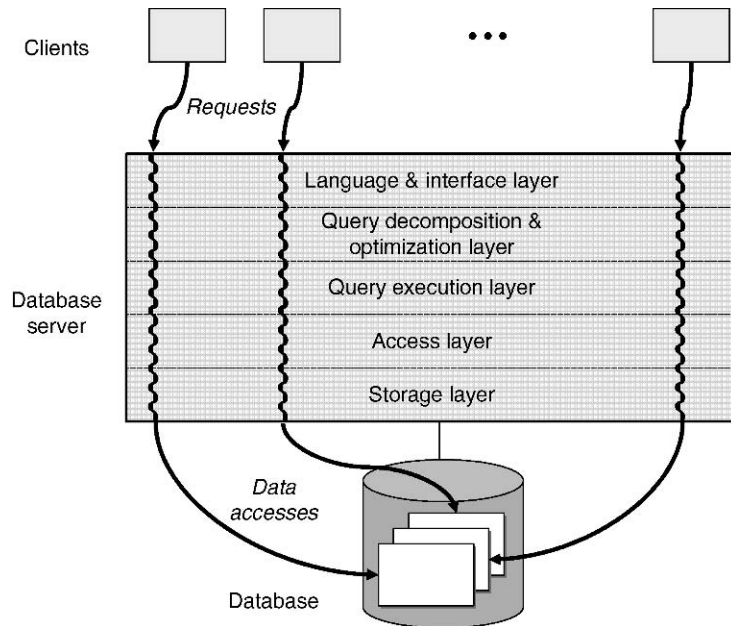 Clients
• • •
Requests
Language & interface layer
Query decomposition &
optimization layer
Query execution layer
Database
server
Access layer
Storage layer
Data
accesses
Database